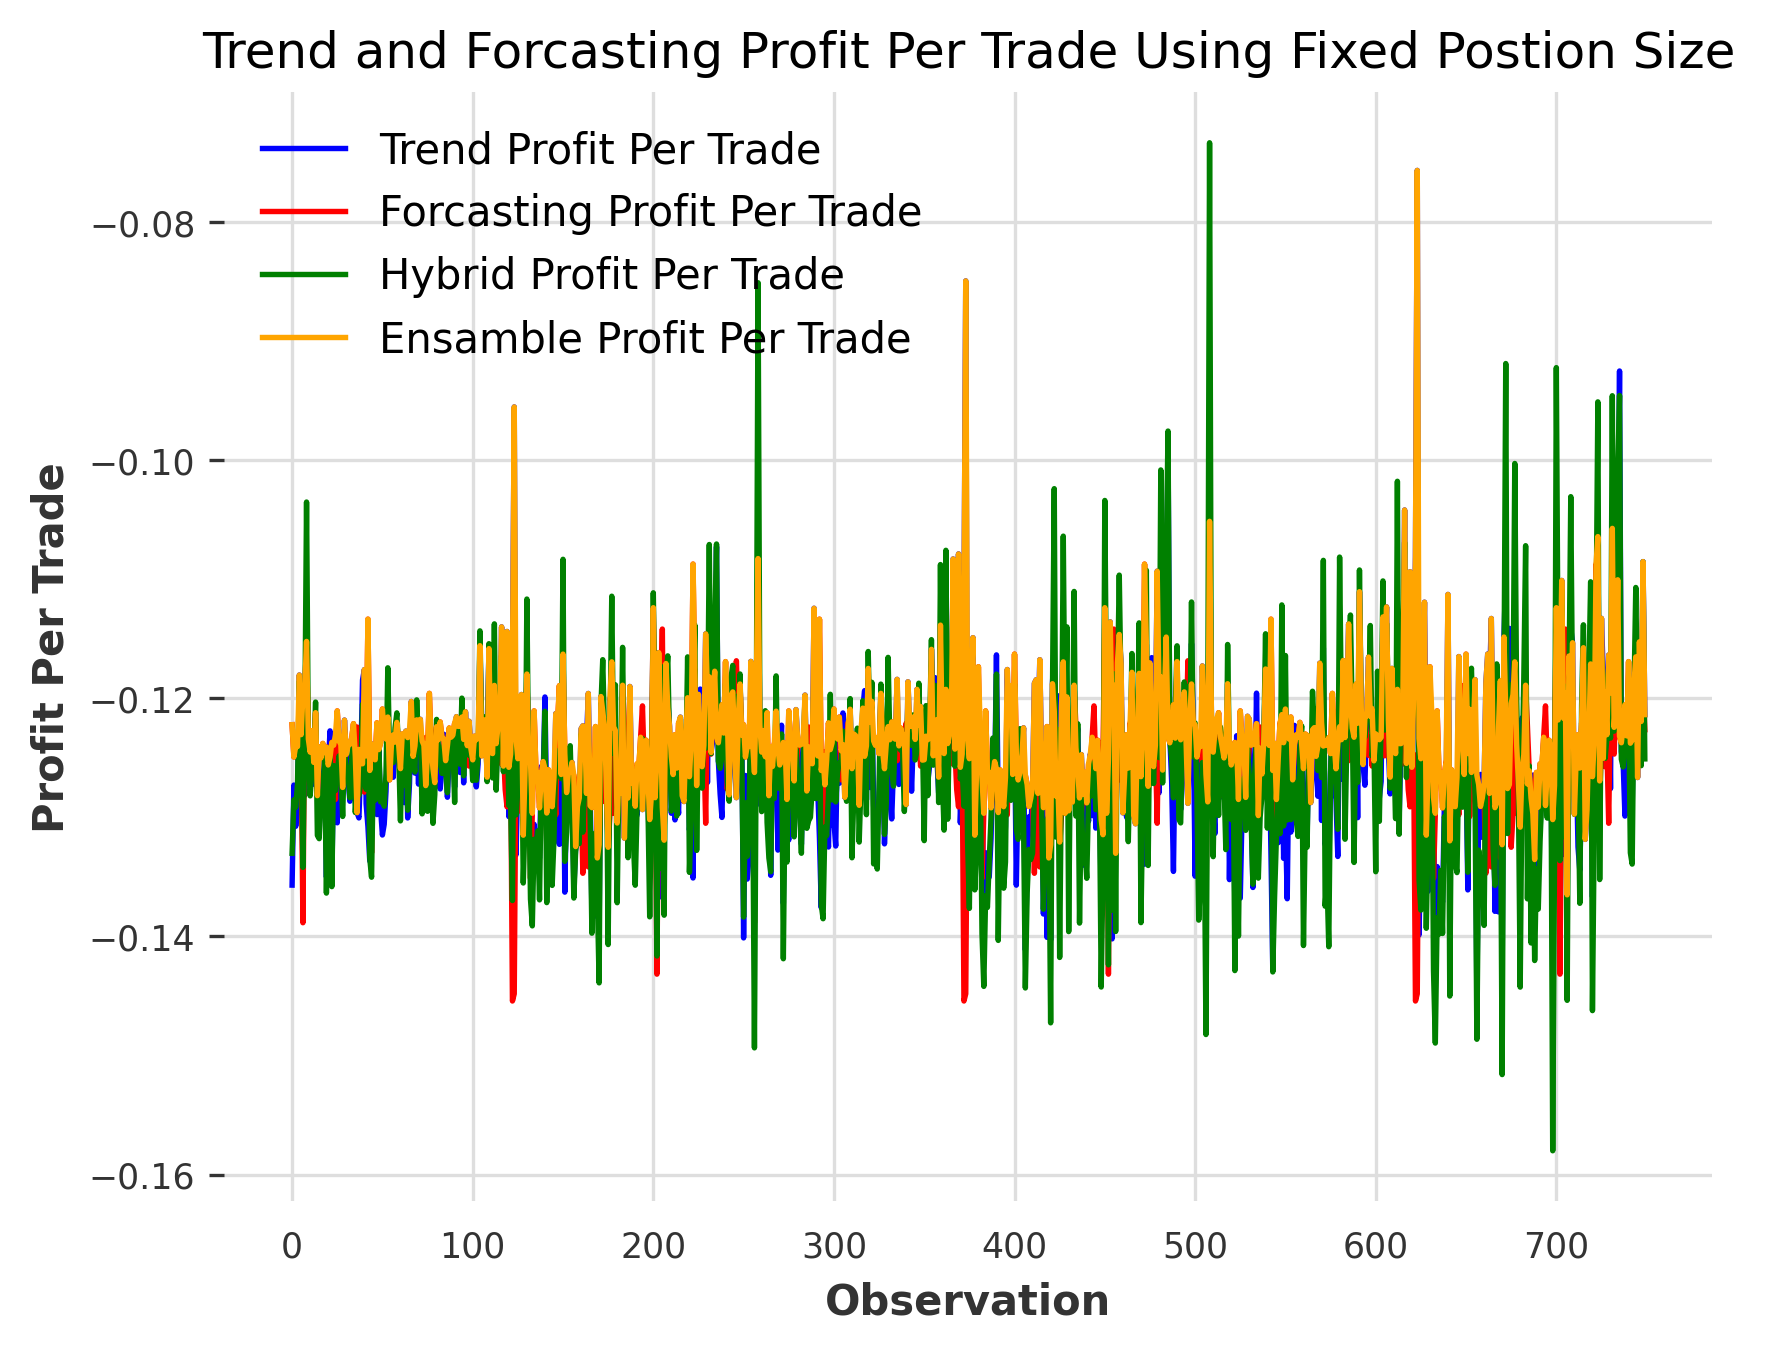 Trend and Forcasting Profit Per Trade Using Fixed Postion Size
Trend Profit Per Trade
Forcasting Profit Per Trade
Hybrid Profit Per Trade
Ensamble Profit Per Trade
Profit Per Trade
−0.08
−0.10
−0.12
−0.14
−0.16
0 100 200 300 400 500 600 700
Observation